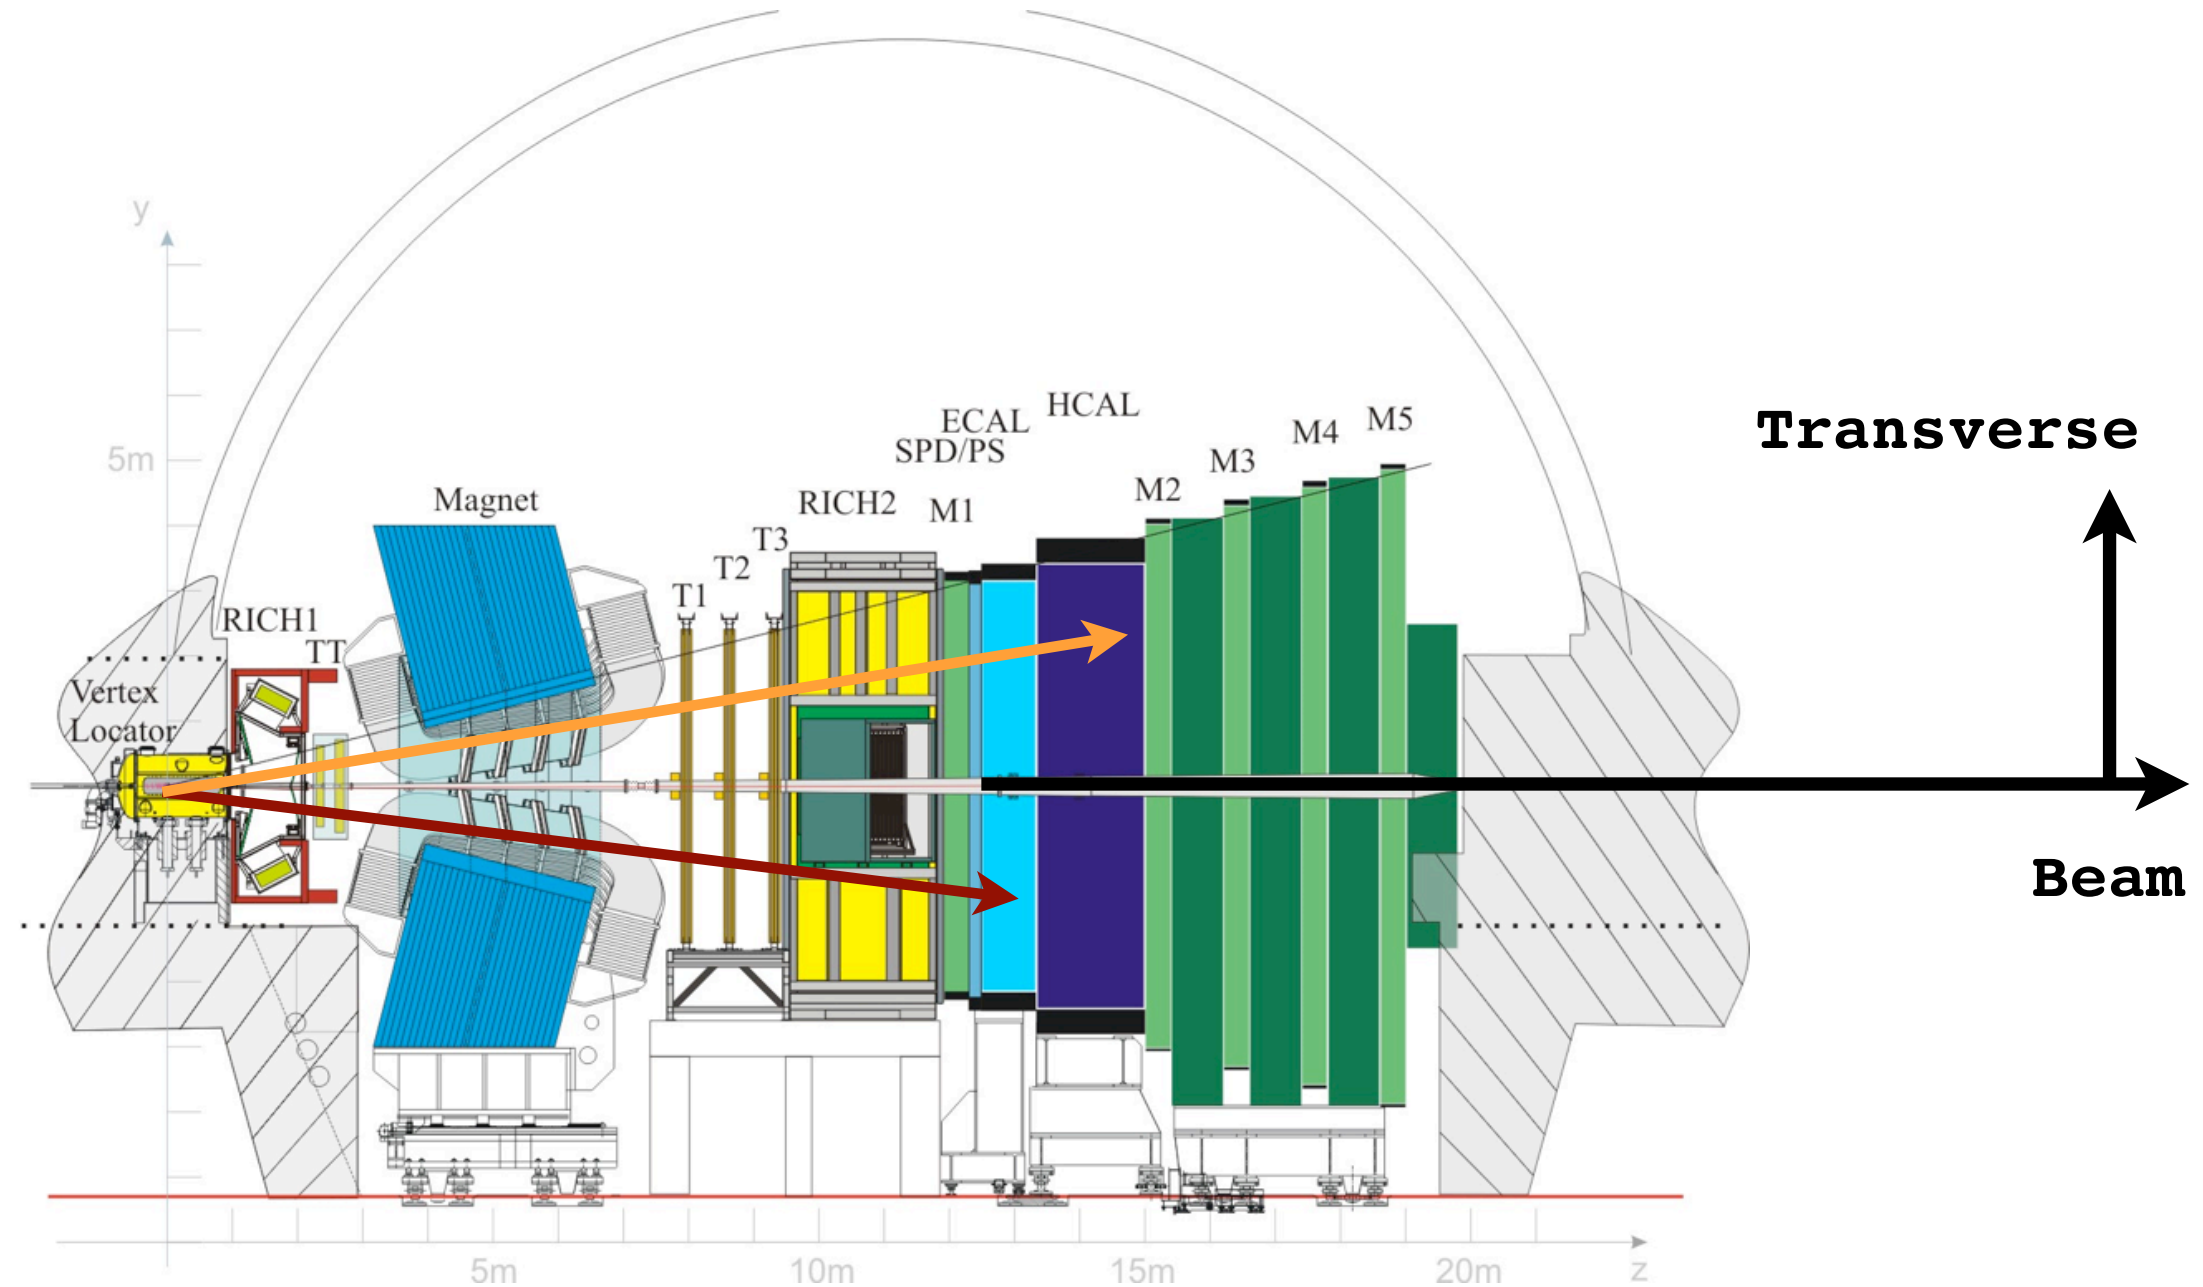 y
5m
Vertex
Locator
RICH1
TT
Magnet
T1
T2
T3
RICH2
M1
SPD/PS
ECAL
HCAL
M2
M3
M4
M5
Transverse
Beam
5m
10m
15m
20m
z